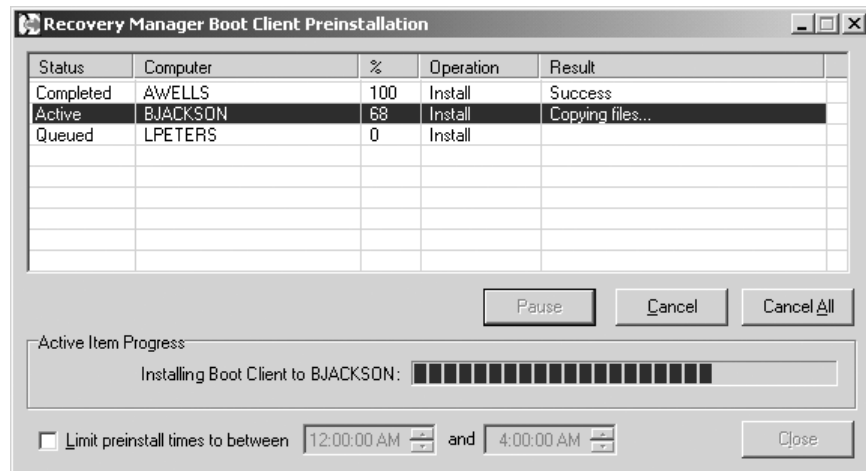 Recovery Manager Boot Client Preinstallation
Status Computer % Operation Result
Completed AWELLS 100 Install Success
Active BJACKSON 68 Install Copying files...
Queued LPETERS 0 Install
Pause Cancel Cancel All
Active Item Progress
Installing Boot Client to BJACKSON:
Limit preinstall times to between 12:00:00 AM and 4:00:00 AM Close